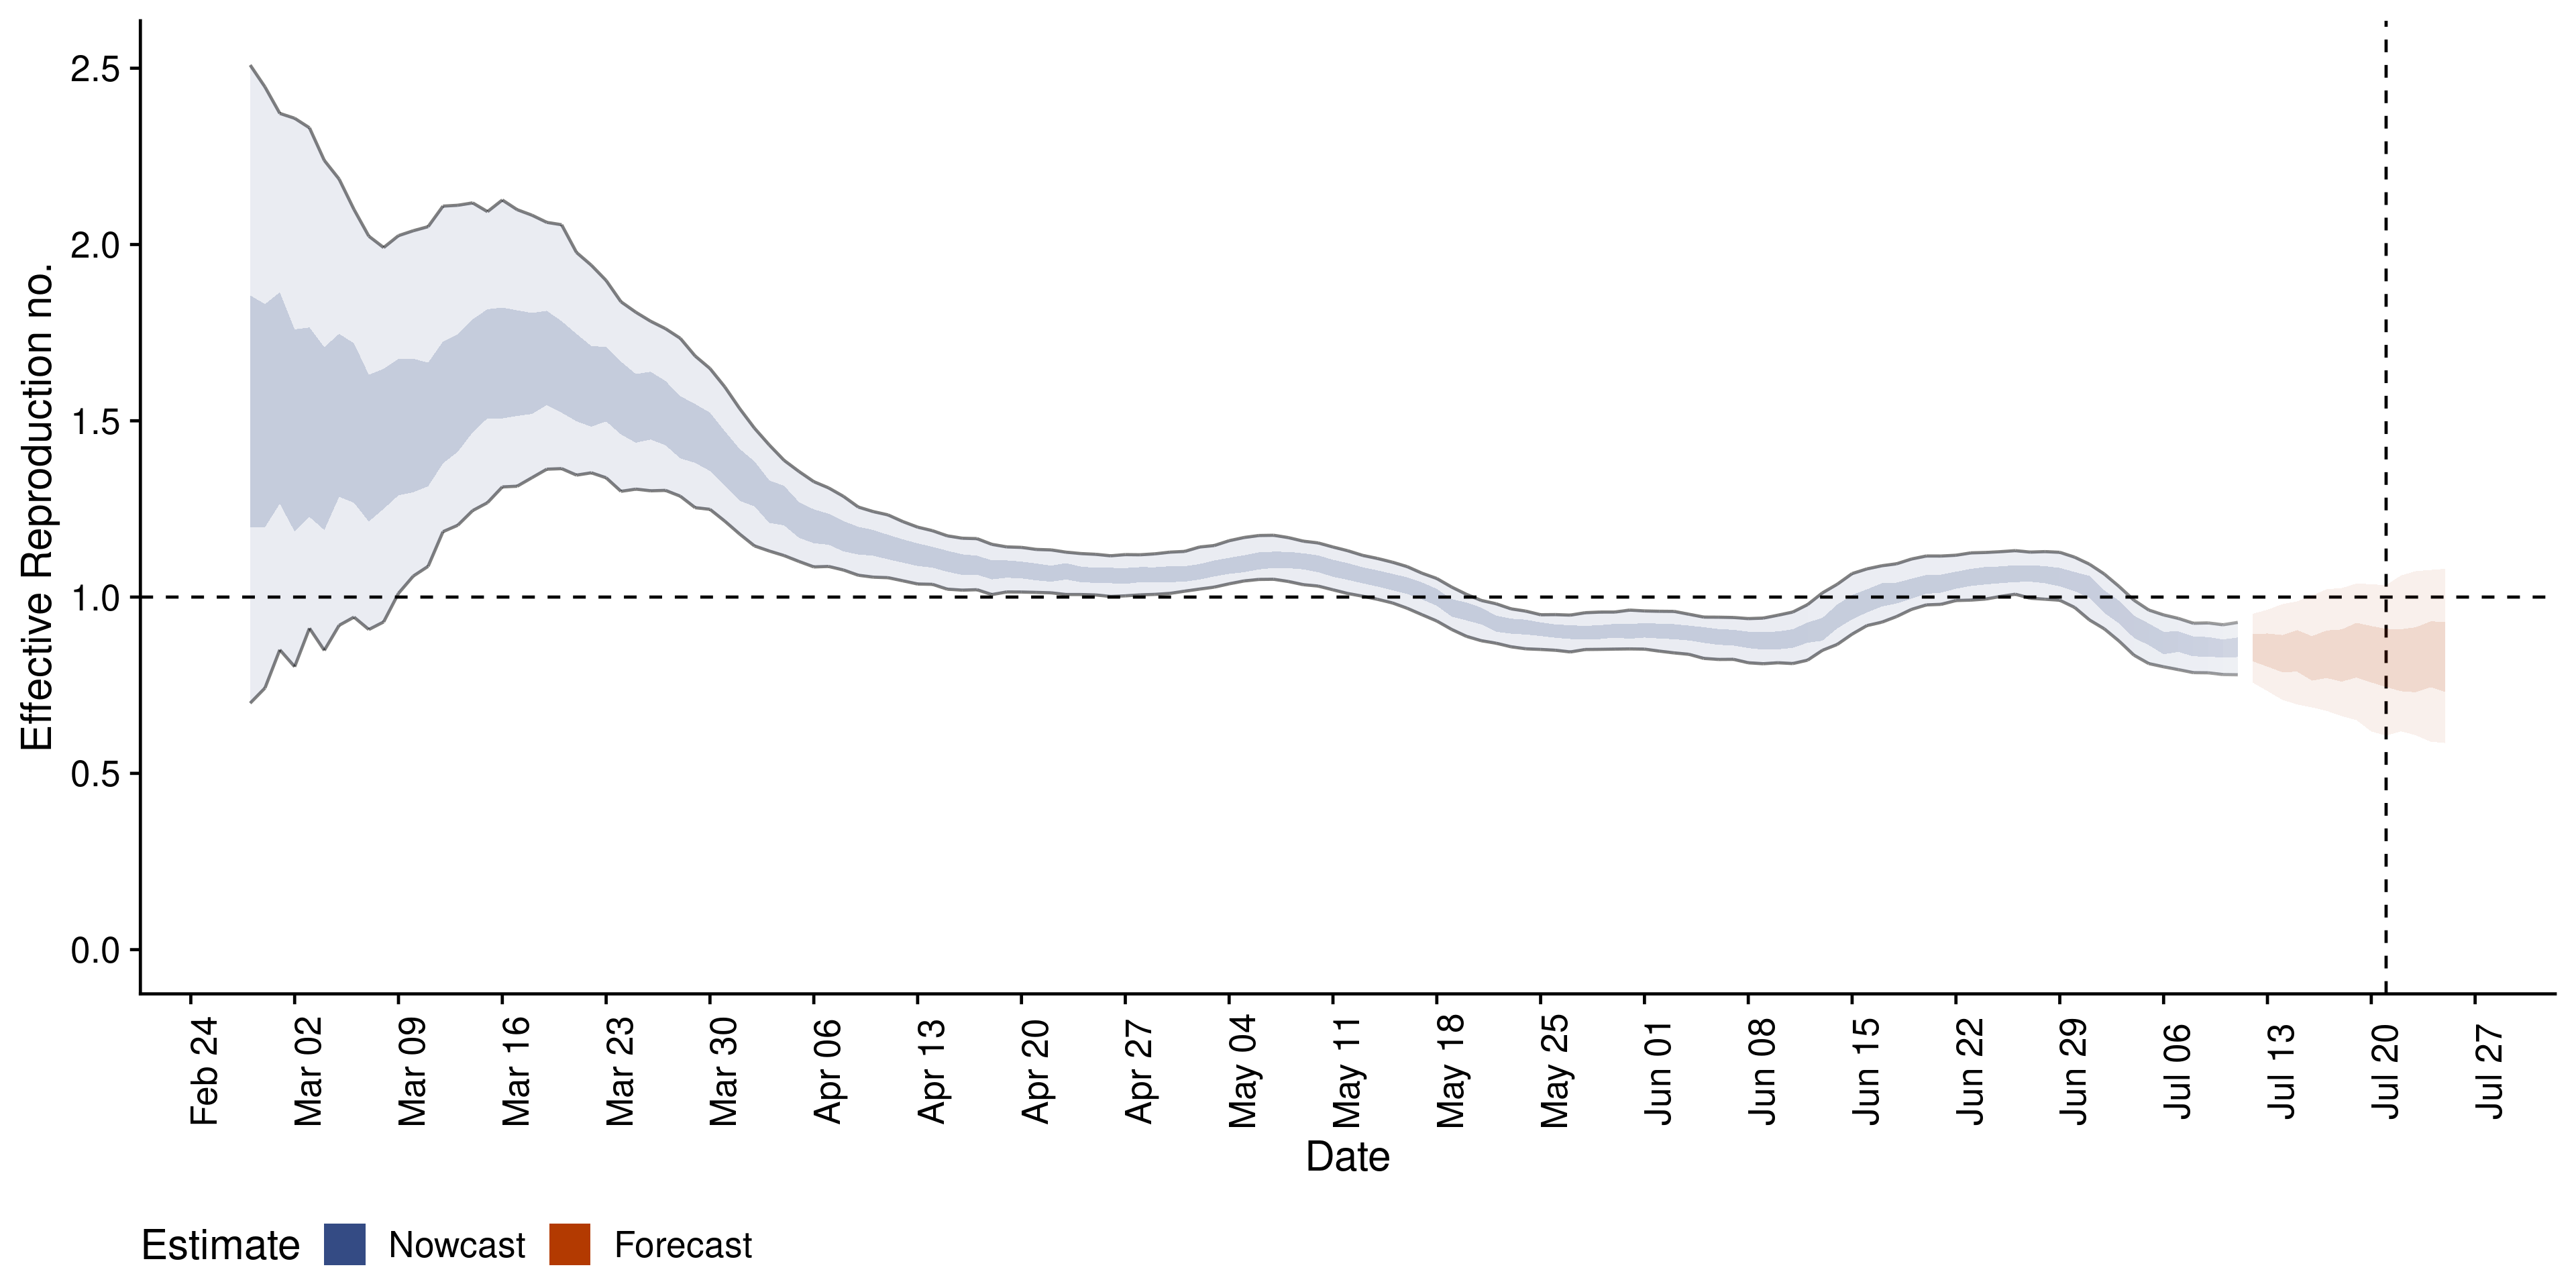 Effective Reproduction no.
2.5
2.0
1.5
1.0
0.5
0.0
Feb 24
Mar 02
Mar 09
Mar 16
Mar 23
Mar 30
Apr 06
Apr 13
Apr 20
Apr 27
May 04
May 11
May 18
May 25
Jun 01
Jun 08
Jun 15
Jun 22
Jun 29
Jul 06
Jul 13
Jul 20
Jul 27
Date
Estimate Nowcast Forecast